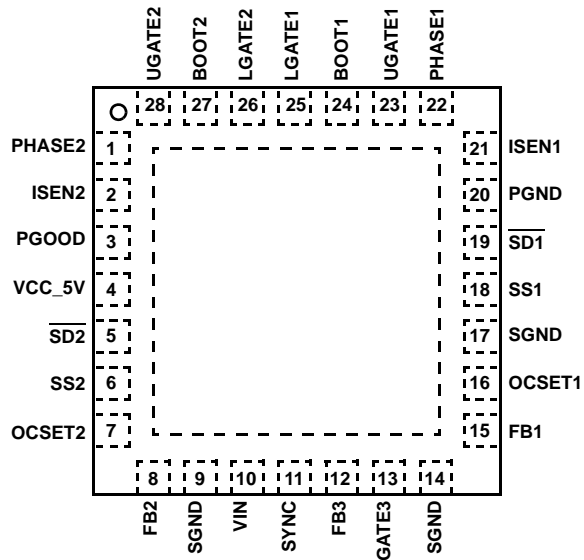 UGATE2 BOOT2 LGATE2 LGATE1 BOOT1 UGATE1 PHASE1
28 27 26 25 24 23 22
PHASE2 1 21 ISEN1
ISEN2 2 20 PGND
PGOOD 3 19 SD1
VCC_5V 4 18 SS1
SD2 5 17 SGND
SS2 6 16 OCSET1
OCSET2 7 15 FB1
8 9 10 11 12 13 14
FB2 SGND VIN SYNC FB3 GATE3 SGND